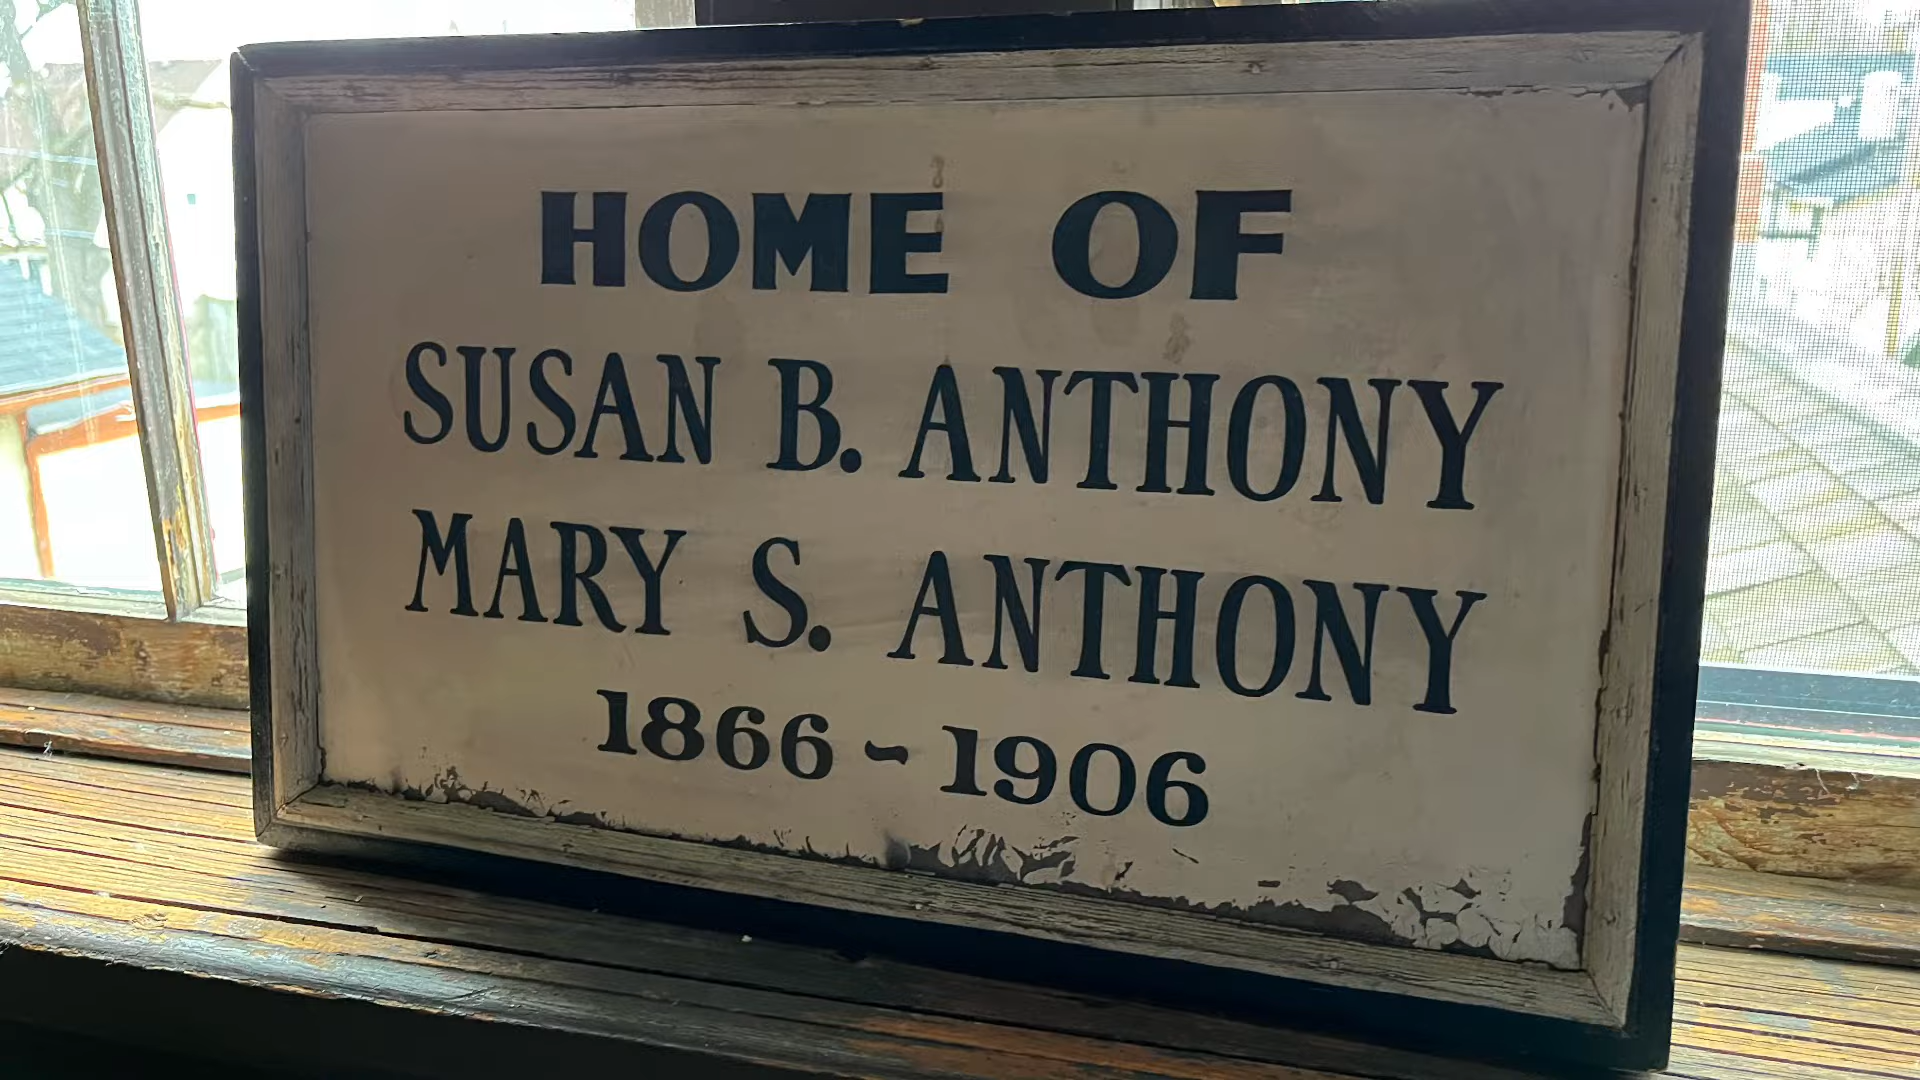 HOME OF
SUSAN B. ANTHONY
MARY S. ANTHONY
1866-1906